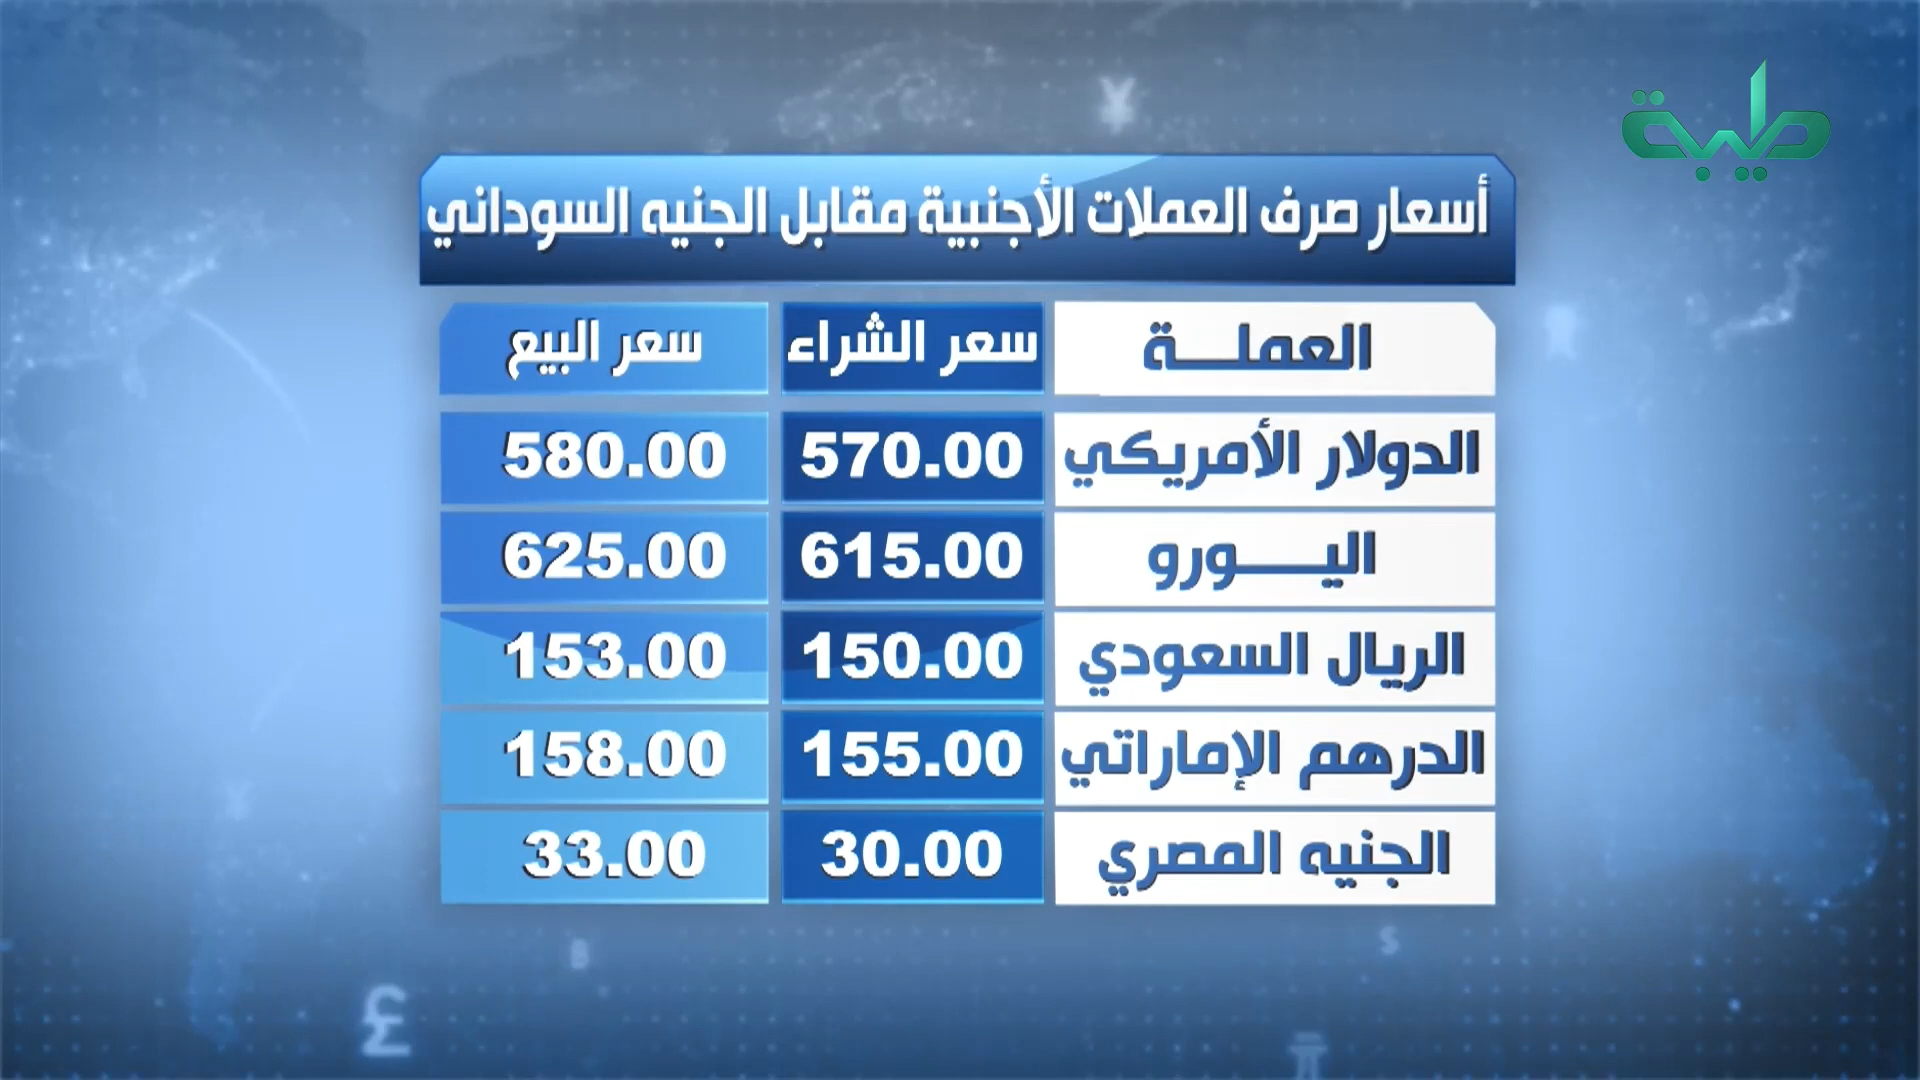 طيبة
أسعار صرف العملات الأجنبية مقابل الجنيه السوداني
العملـــة سعر الشراء سعر البيع
الدولار الأمريكي 570.00 580.00
اليـــــورو 615.00 625.00
الريال السعودي 150.00 153.00
الدرهم الإماراتي 155.00 158.00
الجنيه المصري 30.00 33.00